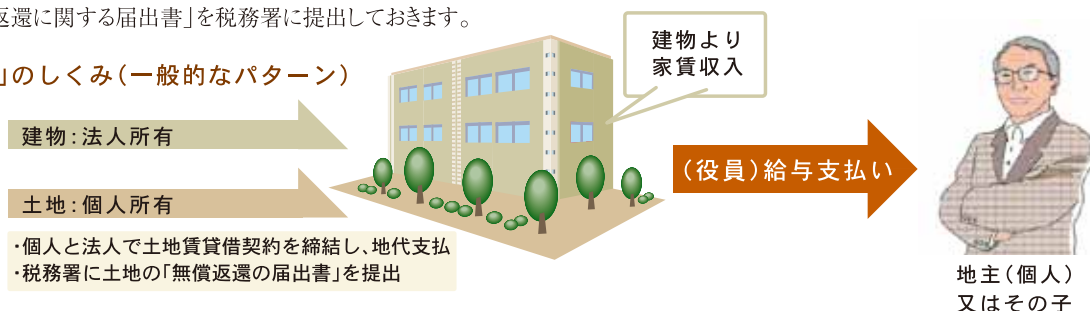 返還に関する届出書」を税務署に提出しておきます。
」のしくみ（一般的なパターン）
建物より
家賃収入
建物：法人所有
土地：個人所有
・個人と法人で土地賃貸借契約を締結し、地代支払
・税務署に土地の「無償返還の届出書」を提出
（役員）給与支払い
地主（個人）
又はその子